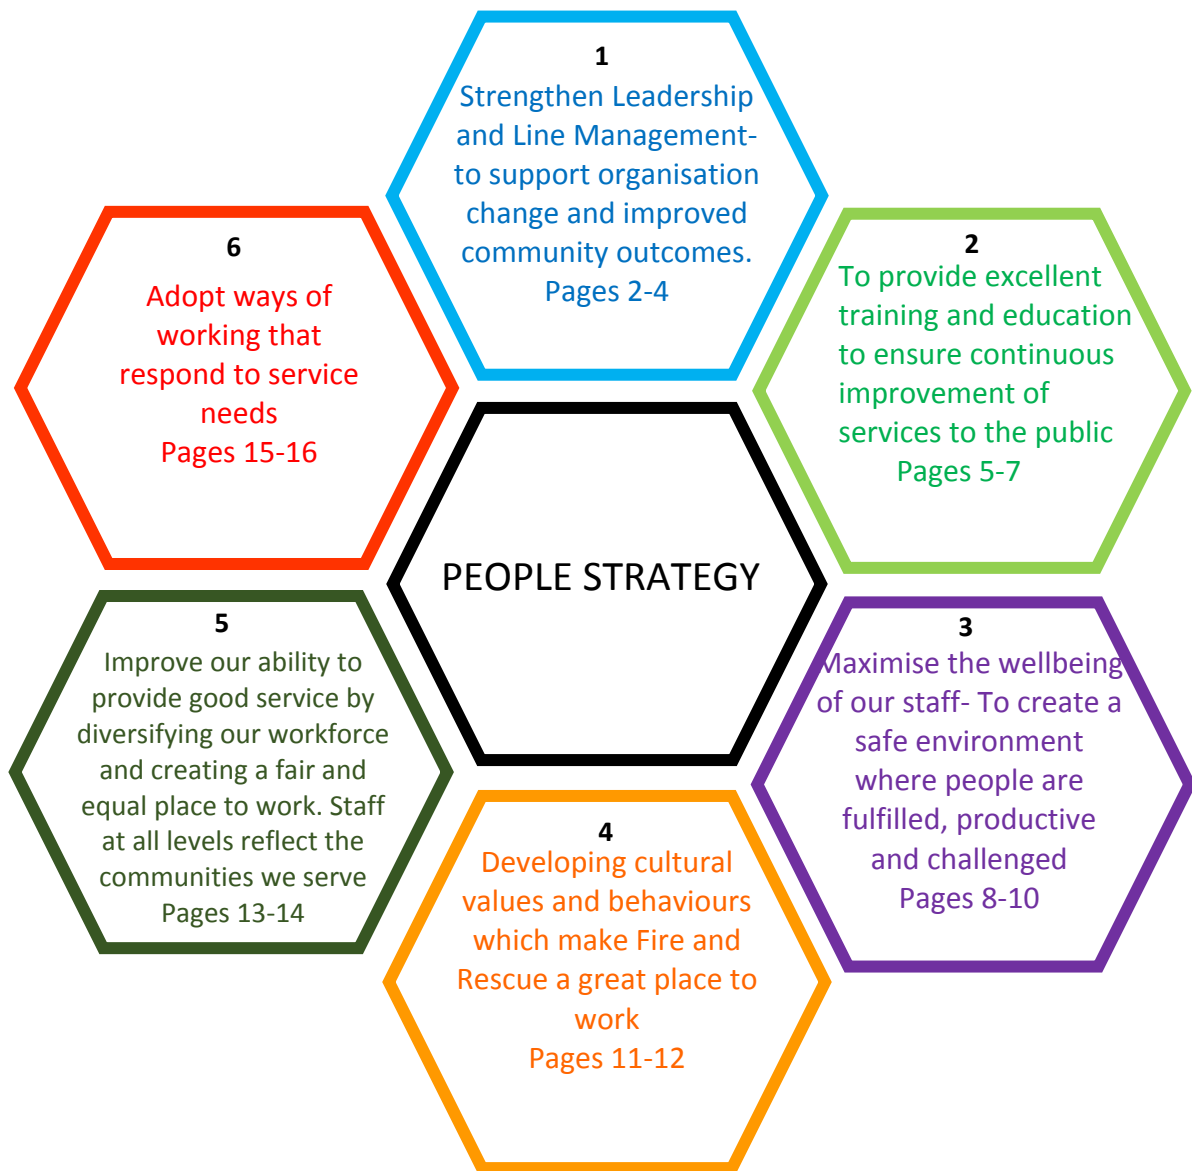 1
Strengthen Leadership
and Line Management-
to support organisation
change and improved
community outcomes.
Pages 2-4
2
To provide excellent
training and education
to ensure continuous
improvement of
services to the public
Pages 5-7
3
Maximise the wellbeing
of our staff- To create a
safe environment
where people are
fulfilled, productive
and challenged
Pages 8-10
4
Developing cultural
values and behaviours
which make Fire and
Rescue a great place to
work
Pages 11-12
5
Improve our ability to
provide good service by
diversifying our workforce
and creating a fair and
equal place to work. Staff
at all levels reflect the
communities we serve
Pages 13-14
6
Adopt ways of
working that
respond to service
needs
Pages 15-16
PEOPLE STRATEGY